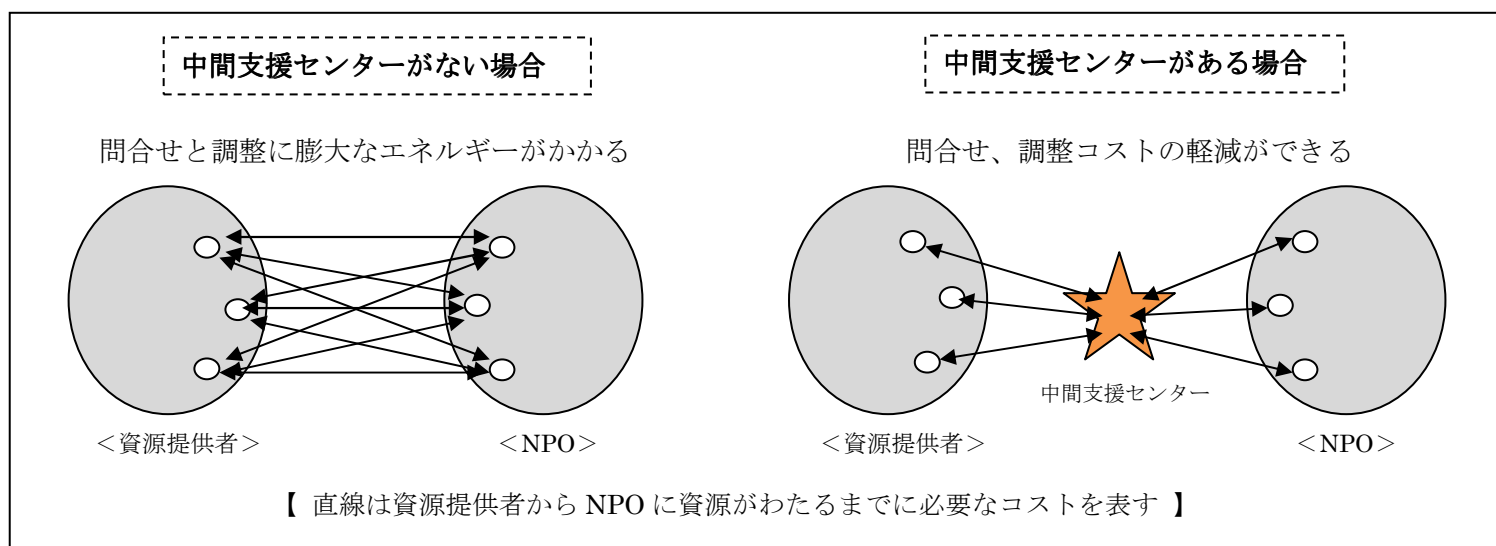 中間支援センターがない場合
中間支援センターがある場合
問合せと調整に膨大なエネルギーがかかる
問合せ、調整コストの軽減ができる
中間支援センター
＜資源提供者＞
＜NPO＞
＜資源提供者＞
＜NPO＞
【 直線は資源提供者から NPO に資源がわたるまでに必要なコストを表す 】